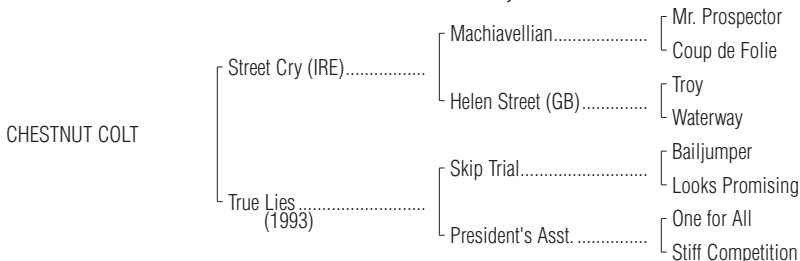 Mr. Prospector
Machiavellian....................
Coup de Folie
Street Cry (IRE).................
Troy
Helen Street (GB)..............
Waterway
CHESTNUT COLT
Bailjumper
Skip Trial...........................
Looks Promising
True Lies...........................
(1993)
One for All
President's Asst. ...............
Stiff Competition